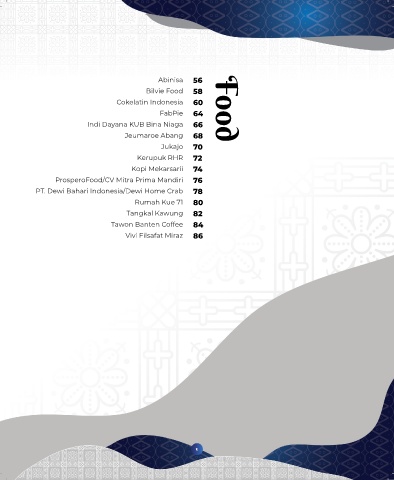 Food
Abinisa 56
Bilvie Food 58
Cokelatin Indonesia 60
FabPie 64
Indi Dayana KUB Bina Niaga 66
Jeumaroe Abang 68
Jukajo 70
Kerupuk RHR 72
Kopi Mekarsarii 74
ProsperoFood/CV Mitra Prima Mandiri 76
PT. Dewi Bahari Indonesia/Dewi Home Crab 78
Rumah Kue 71 80
Tangkal Kawung 82
Tawon Banten Coffee 84
Vivi Filsafat Miraz 86